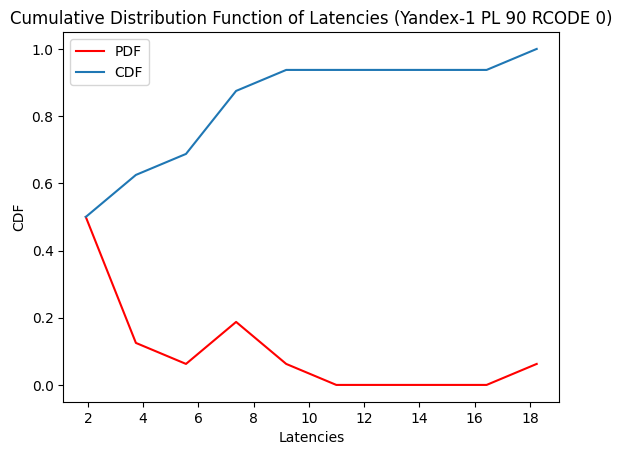 Cumulative Distribution Function of Latencies (Yandex-1 PL 90 RCODE 0)
PDF
CDF
1.0
0.8
0.6
0.4
0.2
0.0
CDF
2 4 6 8 10 12 14 16 18
Latencies